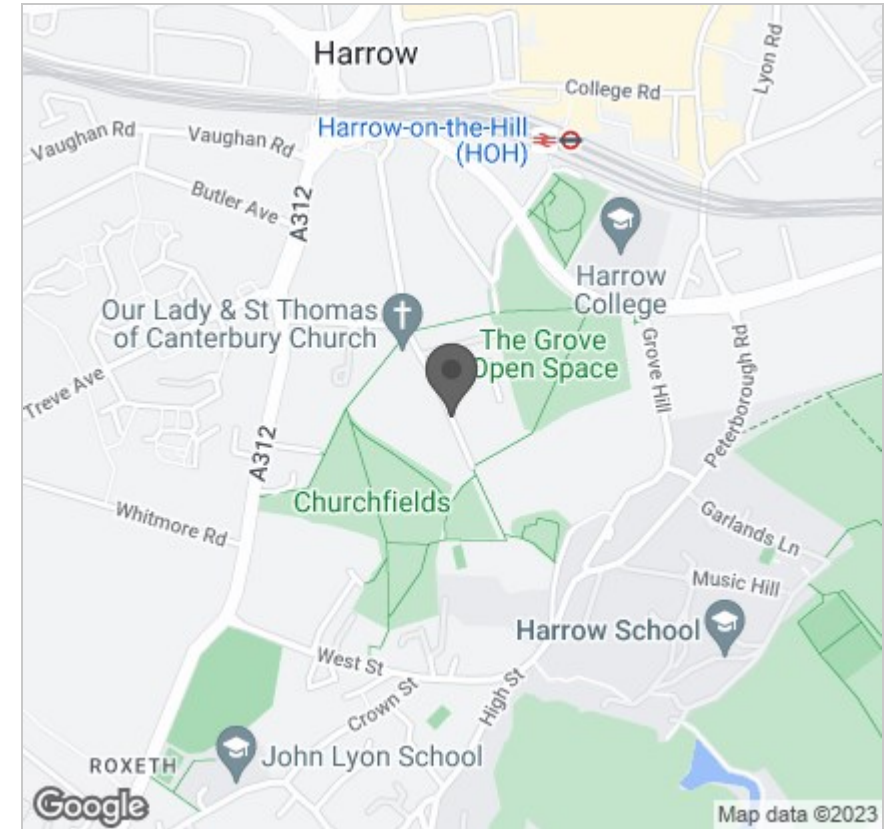 Harrow
Lyon Rd
College Rd
Harrow-on-the-Hill
(HOH)
Vaughan Rd
Vaughan Rd
Butler Ave
A312
Harrow
College
Our Lady & St Thomas
of Canterbury Church
The Grove
Open Space
Grove Hill
Peterborough Rd
Treve Ave
A312
Churchfields
Whitmore Rd
Garlands Ln
Music Hill
Harrow School
West St
Crown St
High St
ROXETH
John Lyon School
Google
Map data ©2023